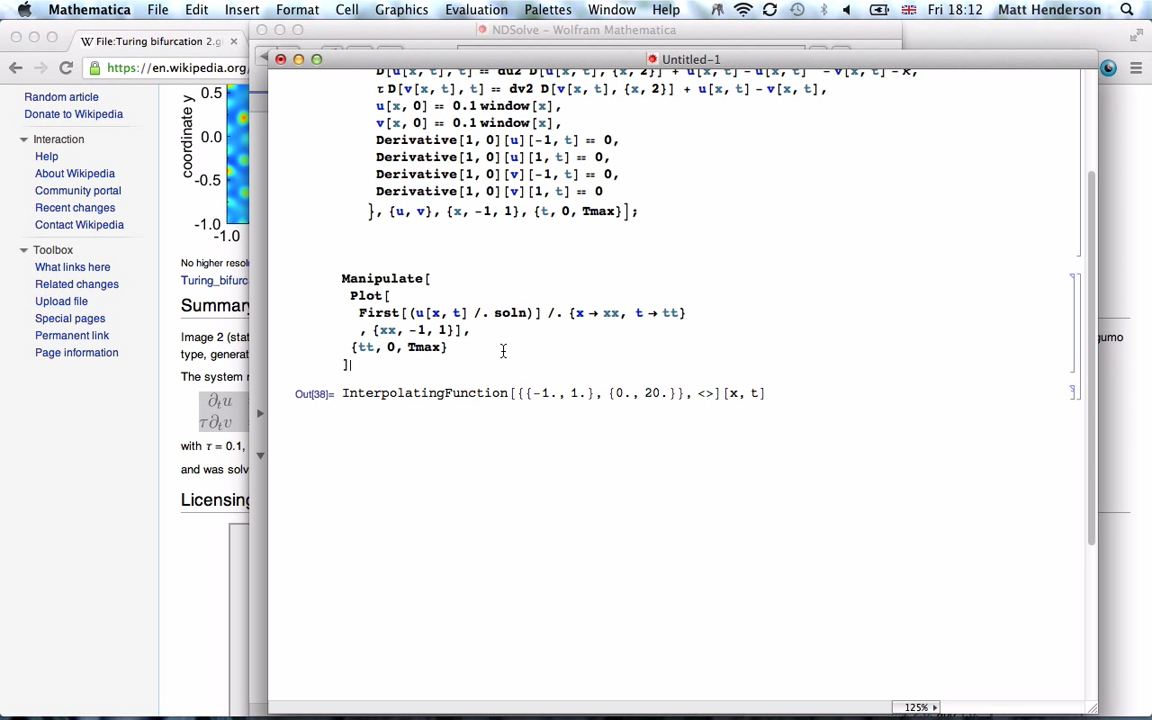 Mathematica File Edit Insert Format Cell Graphics Evaluation Palettes Window Help Fri 18:12 Matt Henderson
NDSolve - Wolfram Mathematica
W File:Turing bifurcation 2.g
Untitled-1
https://en.wikipedia.org/
Random article
Donate to Wikipedia
Interaction
Help
About Wikipedia
Community portal
Recent changes
Contact Wikipedia
Toolbox
What links here
Related changes
Upload file
Special pages
Permanent link
Page information
coordinate y
0.5
0.0
-0.5
-1.0
-1.0
No higher resol
Turing_bifurc
Summar
Image 2 (stat
type, generat
The system r
∂ₜu
τ∂ₜv
with τ = 0.1,
and was solv
Licensing
D[u[x, t], t] == du2 D[u[x, t], {x, 2}] + u[x, t] - u[x, t] - v[x, t] - κ,
τ D[v[x, t], t] == dv2 D[v[x, t], {x, 2}] + u[x, t] - v[x, t],
u[x, 0] == 0.1 window[x],
v[x, 0] == 0.1 window[x],
Derivative[1, 0][u][-1, t] == 0,
Derivative[1, 0][u][1, t] == 0,
Derivative[1, 0][v][-1, t] == 0,
Derivative[1, 0][v][1, t] == 0
}, {u, v}, {x, -1, 1}, {t, 0, Tmax}];
Manipulate[
Plot[
First[(u[x, t] /. soln)] /. {x → xx, t → tt}
, {xx, -1, 1}],
{tt, 0, Tmax}
]
Out[38]= InterpolatingFunction[{{-1., 1.}, {0., 20.}}, <>][x, t]
gumo
125%